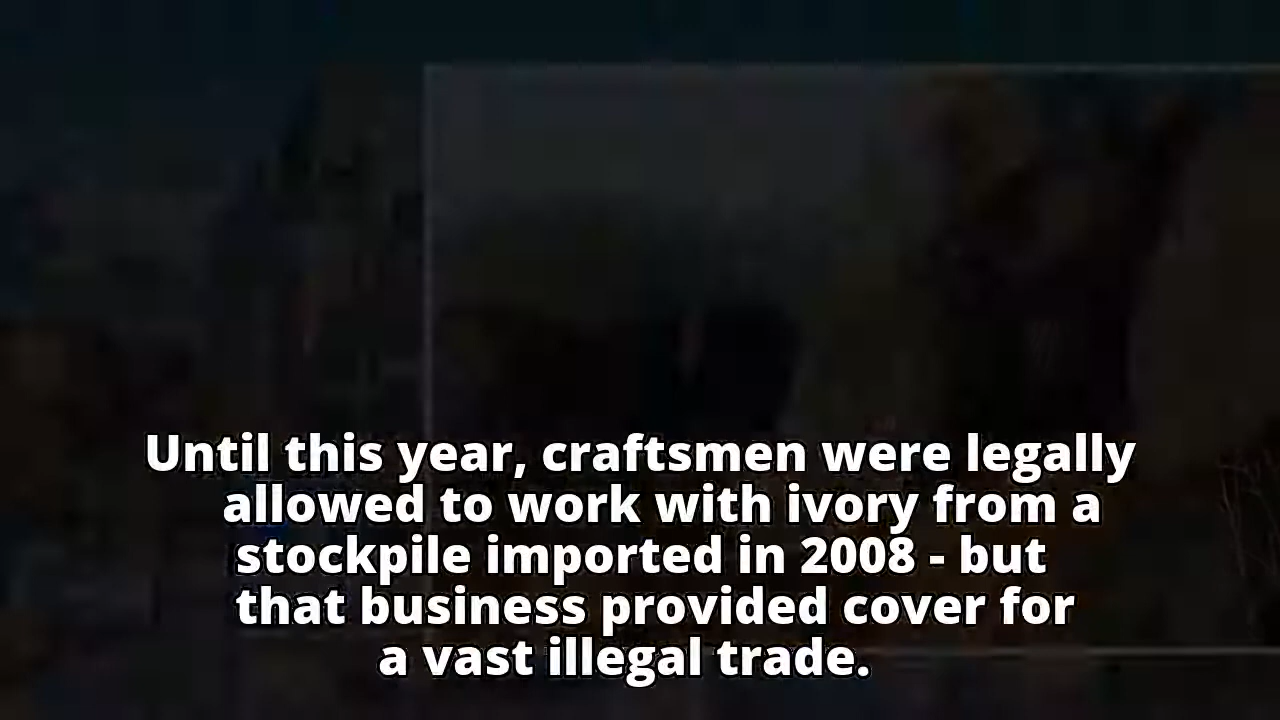 Until this year, craftsmen were legally
allowed to work with ivory from a
stockpile imported in 2008 - but
that business provided cover for
a vast illegal trade.